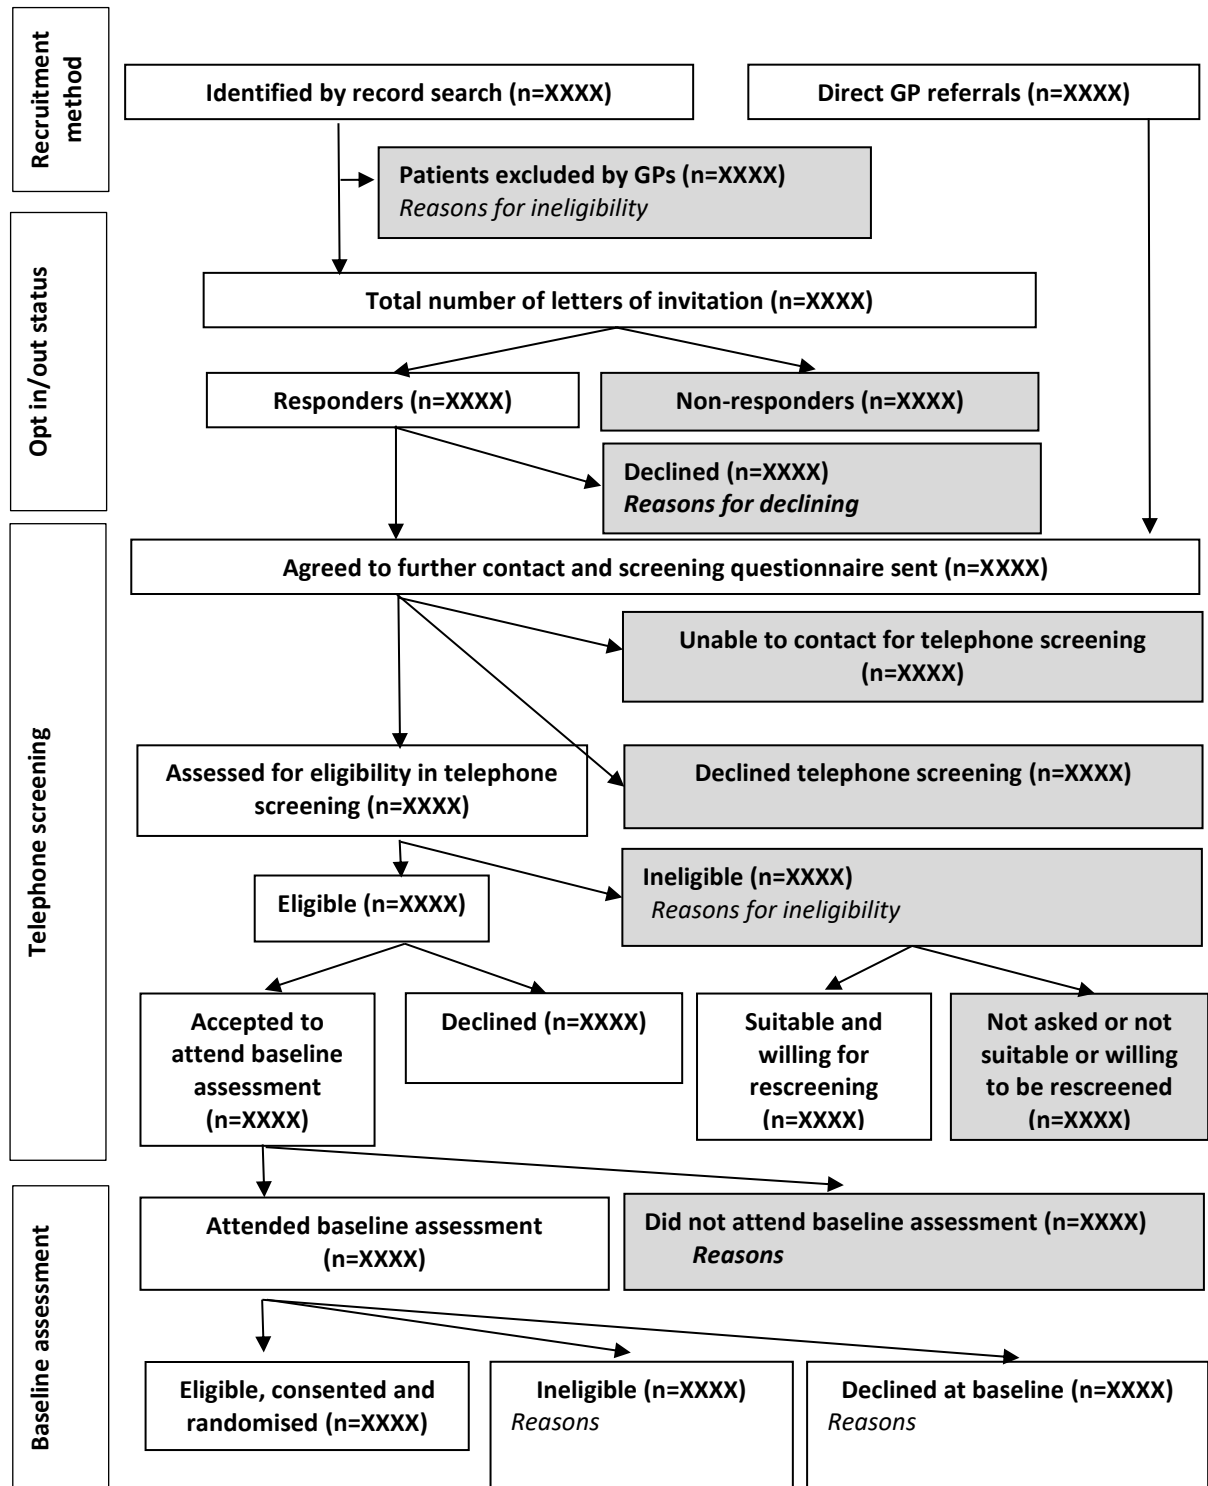 Recruitment
method
Identified by record search (n=XXXX)
Direct GP referrals (n=XXXX)
Patients excluded by GPs (n=XXXX)
Reasons for ineligibility
Opt in/out status
Total number of letters of invitation (n=XXXX)
Responders (n=XXXX)
Non-responders (n=XXXX)
Declined (n=XXXX)
Reasons for declining
Telephone screening
Agreed to further contact and screening questionnaire sent (n=XXXX)
Unable to contact for telephone screening
(n=XXXX)
Assessed for eligibility in telephone
screening (n=XXXX)
Declined telephone screening (n=XXXX)
Eligible (n=XXXX)
Ineligible (n=XXXX)
Reasons for ineligibility
Accepted to
attend baseline
assessment
(n=XXXX)
Declined (n=XXXX)
Suitable and
willing for
rescreening
(n=XXXX)
Not asked or not
suitable or willing
to be rescreened
(n=XXXX)
Baseline assessment
Attended baseline assessment
(n=XXXX)
Did not attend baseline assessment (n=XXXX)
Reasons
Eligible, consented and
randomised (n=XXXX)
Ineligible (n=XXXX)
Reasons
Declined at baseline (n=XXXX)
Reasons